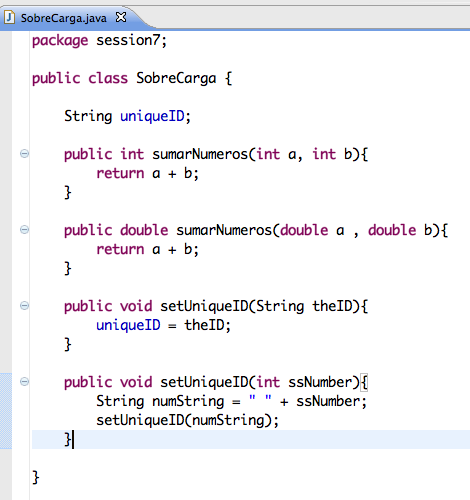 SobreCarga.java
package session7;
public class SobreCarga {
String uniqueID;
public int sumarNumeros(int a, int b){
return a + b;
}
public double sumarNumeros(double a , double b){
return a + b;
}
public void setUniqueID(String theID){
uniqueID = theID;
}
public void setUniqueID(int ssNumber){
String numString = " " + ssNumber;
setUniqueID(numString);
}
}